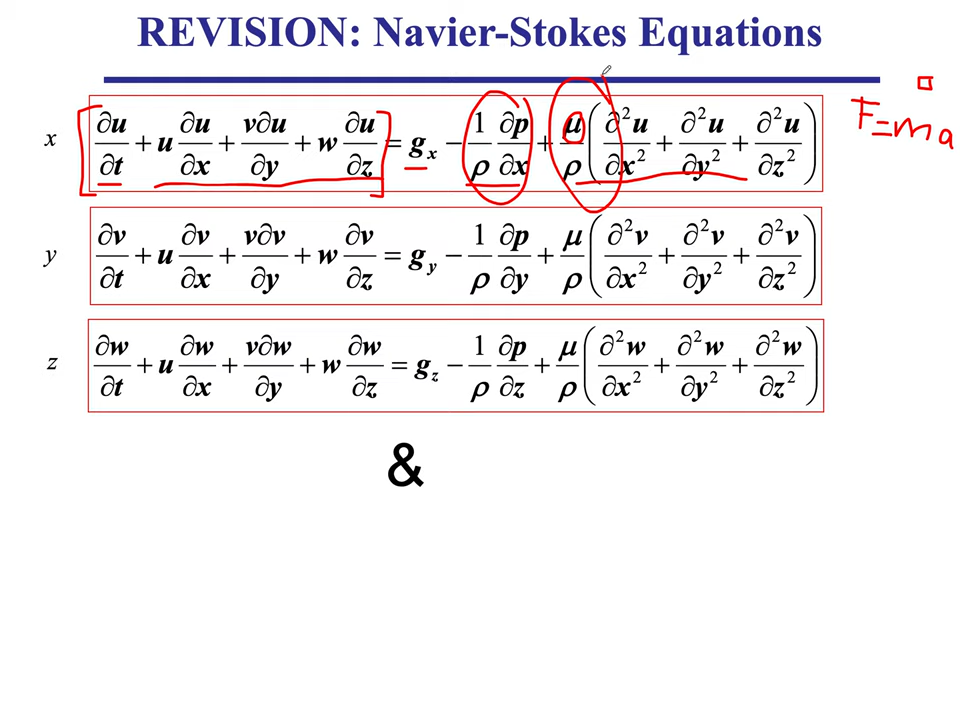 REVISION: Navier-Stokes Equations
F=ma
x ∂u/∂t + u ∂u/∂x + v∂u/∂y + w ∂u/∂z = gₓ − 1/ρ ∂p/∂x + μ/ρ (∂²u/∂x² + ∂²u/∂y² + ∂²u/∂z²)
y ∂v/∂t + u ∂v/∂x + v∂v/∂y + w ∂v/∂z = g_y − 1/ρ ∂p/∂y + μ/ρ (∂²v/∂x² + ∂²v/∂y² + ∂²v/∂z²)
z ∂w/∂t + u ∂w/∂x + v∂w/∂y + w ∂w/∂z = g_z − 1/ρ ∂p/∂z + μ/ρ (∂²w/∂x² + ∂²w/∂y² + ∂²w/∂z²)
&